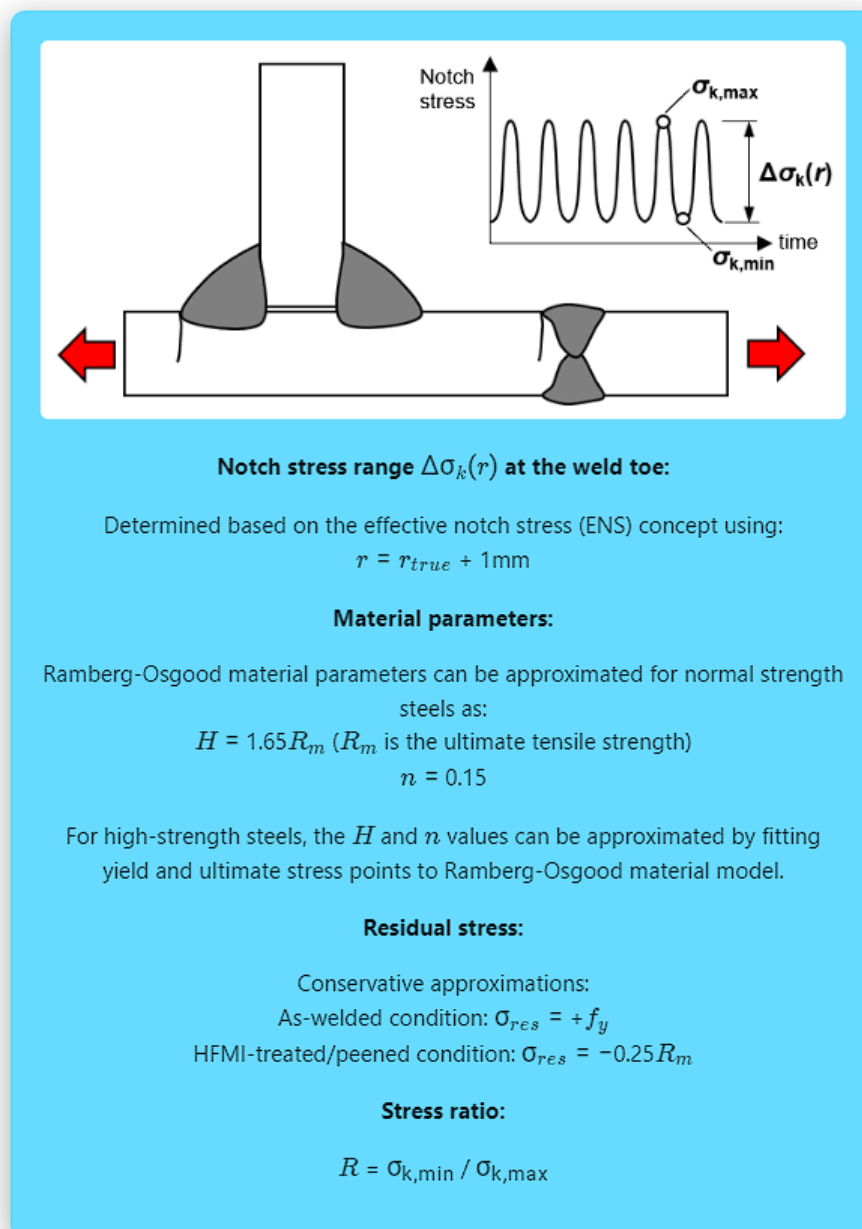 Notch
stress
σk,max
Δσk(r)
time
σk,min
Notch stress range Δσk(r) at the weld toe:
Determined based on the effective notch stress (ENS) concept using:
r = rtrue + 1mm
Material parameters:
Ramberg-Osgood material parameters can be approximated for normal strength
steels as:
H = 1.65Rm (Rm is the ultimate tensile strength)
n = 0.15
For high-strength steels, the H and n values can be approximated by fitting
yield and ultimate stress points to Ramberg-Osgood material model.
Residual stress:
Conservative approximations:
As-welded condition: σres = +fy
HFMI-treated/peened condition: σres = −0.25Rm
Stress ratio:
R = σk,min / σk,max